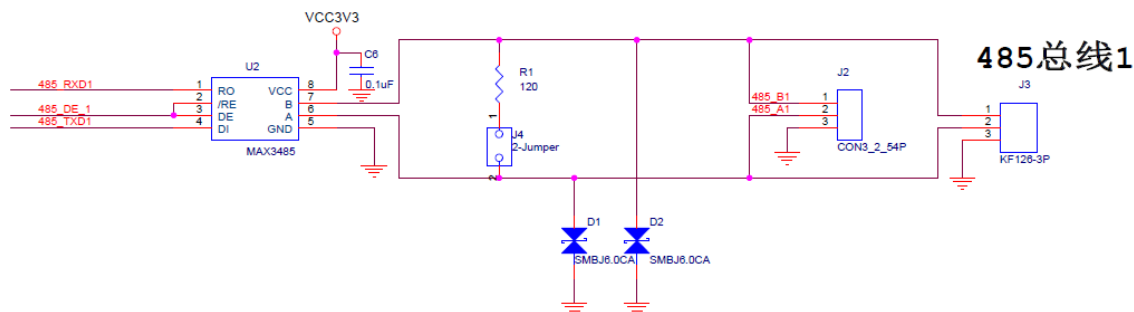 VCC3V3
485总线1
U2
C6
0.1uF
R1
120
J2
J3
485_RXD1
1
RO
VCC
8
2
/RE
B
7
485_DE_1
3
DE
A
6
485_TXD1
4
DI
GND
5
MAX3485
1
J4
2-Jumper
2
485_B1
1
485_A1
2
3
CON3_2_54P
1
2
3
KF126-3P
D1
D2
SMBJ6.0CA
SMBJ6.0CA